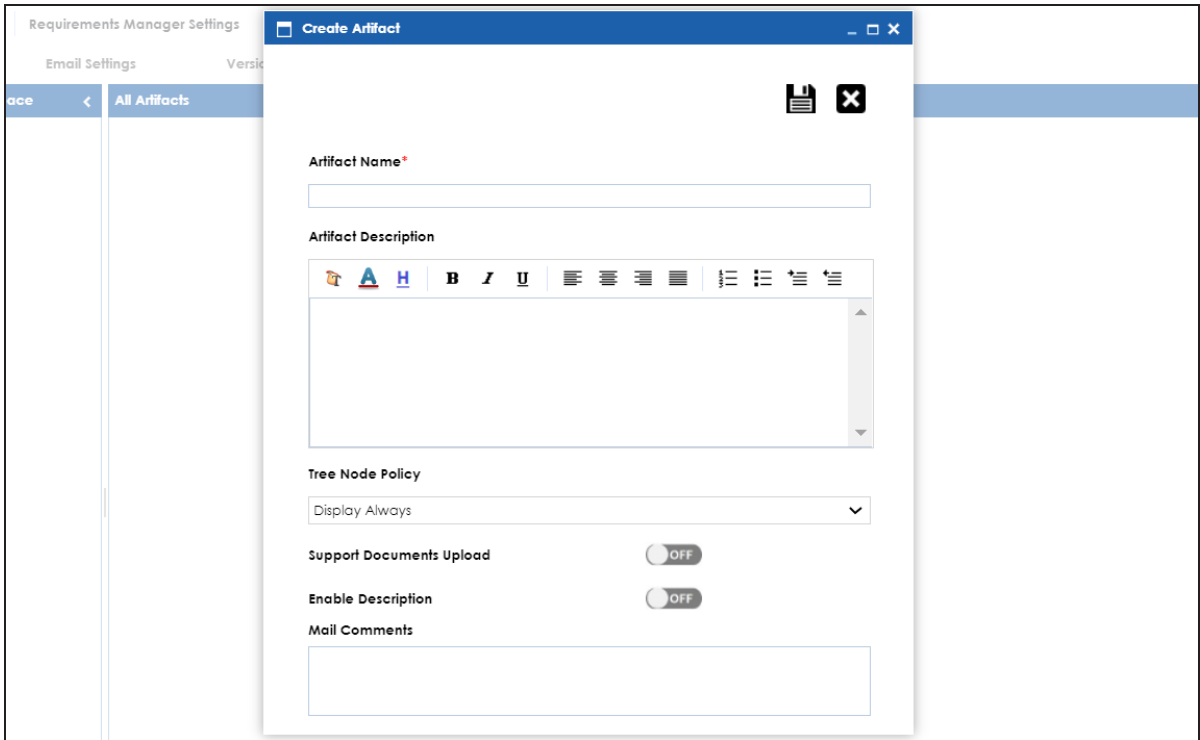 Requirements Manager Settings
Create Artifact
Email Settings
Versic
ace
All Artifacts
Artifact Name*
Artifact Description
A H B I U
Tree Node Policy
Display Always
Support Documents Upload OFF
Enable Description OFF
Mail Comments